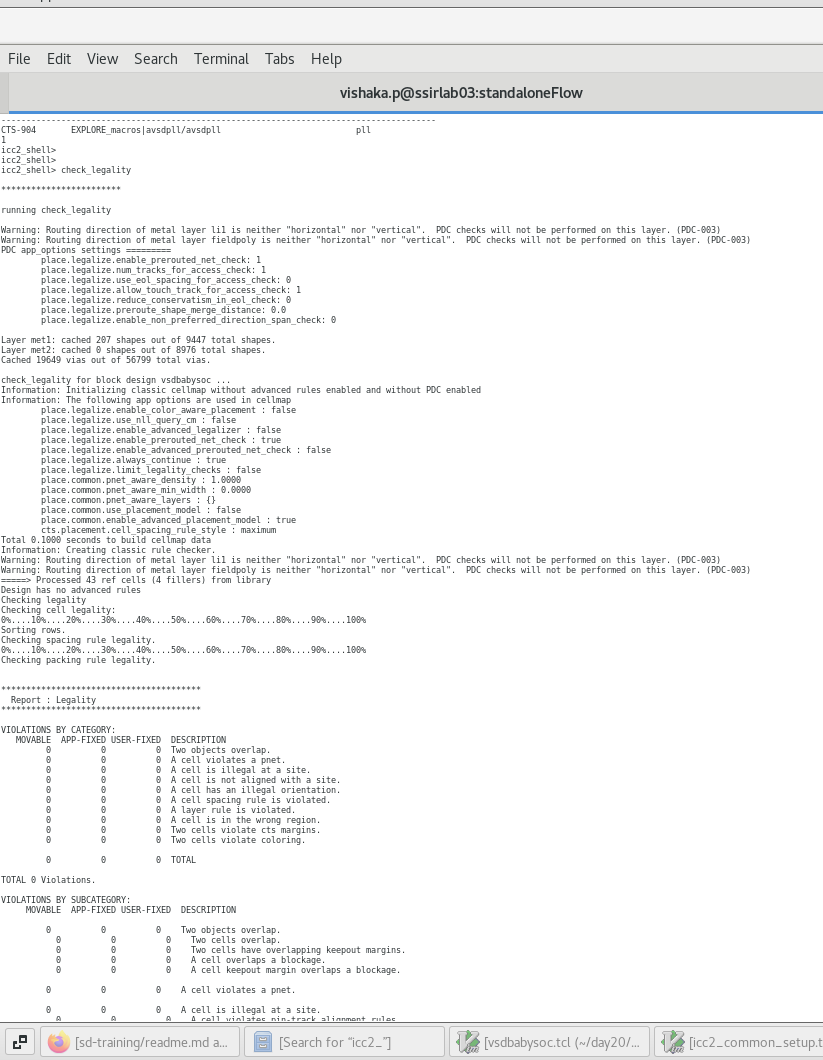 File Edit View Search Terminal Tabs Help
vishaka.p@ssirlab03:standaloneFlow
---------------------------------------------------------------------------------------
CTS-904       EXPLORE_macros|avsdpll/avsdpll                           pll
1
icc2_shell>
icc2_shell>
icc2_shell> check_legality
************************
running check_legality
Warning: Routing direction of metal layer li1 is neither "horizontal" nor "vertical".  PDC checks will not be performed on this layer. (PDC-003)
Warning: Routing direction of metal layer fieldpoly is neither "horizontal" nor "vertical".  PDC checks will not be performed on this layer. (PDC-003)
PDC app_options settings =========
        place.legalize.enable_prerouted_net_check: 1
        place.legalize.num_tracks_for_access_check: 1
        place.legalize.use_eol_spacing_for_access_check: 0
        place.legalize.allow_touch_track_for_access_check: 1
        place.legalize.reduce_conservatism_in_eol_check: 0
        place.legalize.preroute_shape_merge_distance: 0.0
        place.legalize.enable_non_preferred_direction_span_check: 0
Layer met1: cached 207 shapes out of 9447 total shapes.
Layer met2: cached 0 shapes out of 8976 total shapes.
Cached 19649 vias out of 56799 total vias.
check_legality for block design vsdbabysoc ...
Information: Initializing classic cellmap without advanced rules enabled and without PDC enabled
Information: The following app options are used in cellmap
        place.legalize.enable_color_aware_placement : false
        place.legalize.use_nll_query_cm : false
        place.legalize.enable_advanced_legalizer : false
        place.legalize.enable_prerouted_net_check : true
        place.legalize.enable_advanced_prerouted_net_check : false
        place.legalize.always_continue : true
        place.legalize.limit_legality_checks : false
        place.common.pnet_aware_density : 1.0000
        place.common.pnet_aware_min_width : 0.0000
        place.common.pnet_aware_layers : {}
        place.common.use_placement_model : false
        place.common.enable_advanced_placement_model : true
        cts.placement.cell_spacing_rule_style : maximum
Total 0.1000 seconds to build cellmap data
Information: Creating classic rule checker.
Warning: Routing direction of metal layer li1 is neither "horizontal" nor "vertical".  PDC checks will not be performed on this layer. (PDC-003)
Warning: Routing direction of metal layer fieldpoly is neither "horizontal" nor "vertical".  PDC checks will not be performed on this layer. (PDC-003)
=====> Processed 43 ref cells (4 fillers) from library
Design has no advanced rules
Checking legality
Checking cell legality:
0%....10%....20%....30%....40%....50%....60%....70%....80%....90%....100%
Sorting rows.
Checking spacing rule legality.
0%....10%....20%....30%....40%....50%....60%....70%....80%....90%....100%
Checking packing rule legality.
****************************************
  Report : Legality
****************************************
VIOLATIONS BY CATEGORY:
   MOVABLE  APP-FIXED USER-FIXED  DESCRIPTION
         0          0          0  Two objects overlap.
         0          0          0  A cell violates a pnet.
         0          0          0  A cell is illegal at a site.
         0          0          0  A cell is not aligned with a site.
         0          0          0  A cell has an illegal orientation.
         0          0          0  A cell spacing rule is violated.
         0          0          0  A layer rule is violated.
         0          0          0  A cell is in the wrong region.
         0          0          0  Two cells violate cts margins.
         0          0          0  Two cells violate coloring.
         0          0          0  TOTAL
TOTAL 0 Violations.
VIOLATIONS BY SUBCATEGORY:
     MOVABLE  APP-FIXED USER-FIXED  DESCRIPTION
         0          0          0    Two objects overlap.
           0          0          0    Two cells overlap.
           0          0          0    Two cells have overlapping keepout margins.
           0          0          0    A cell overlaps a blockage.
           0          0          0    A cell keepout margin overlaps a blockage.
         0          0          0    A cell violates a pnet.
         0          0          0    A cell is illegal at a site.
           0          0          0    A cell violates pin-track alignment rules.
[sd-training/readme.md a... [Search for "icc2_"] [vsdbabysoc.tcl (~/day20/... [icc2_common_setup.t